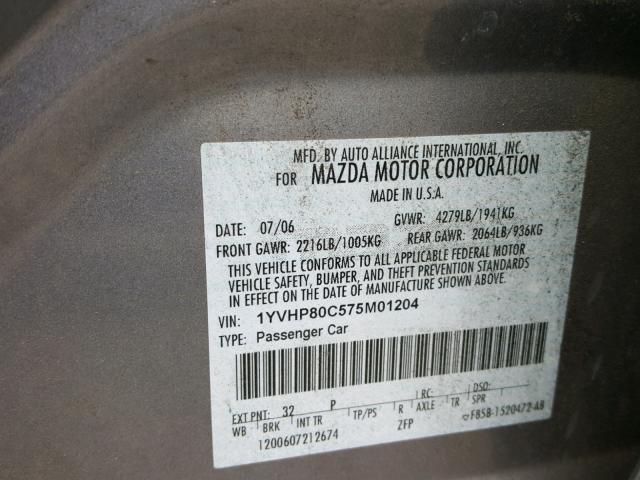 MFD. BY AUTO ALLIANCE INTERNATIONAL, INC.
FOR MAZDA MOTOR CORPORATION
MADE IN U.S.A.
DATE: 07/06 GVWR: 4279LB/1941KG
FRONT GAWR: 2216LB/1005KG REAR GAWR: 2064LB/936KG
THIS VEHICLE CONFORMS TO ALL APPLICABLE FEDERAL MOTOR
VEHICLE SAFETY, BUMPER, AND THEFT PREVENTION STANDARDS
IN EFFECT ON THE DATE OF MANUFACTURE SHOWN ABOVE.
VIN: 1YVHP80C575M01204
TYPE: Passenger Car
EXT PNT: 32 P RC: DSO:
WB BRK INT TR TP/PS R AXLE TR SPR
1200607212674 ZFP F85B-1520472-AB